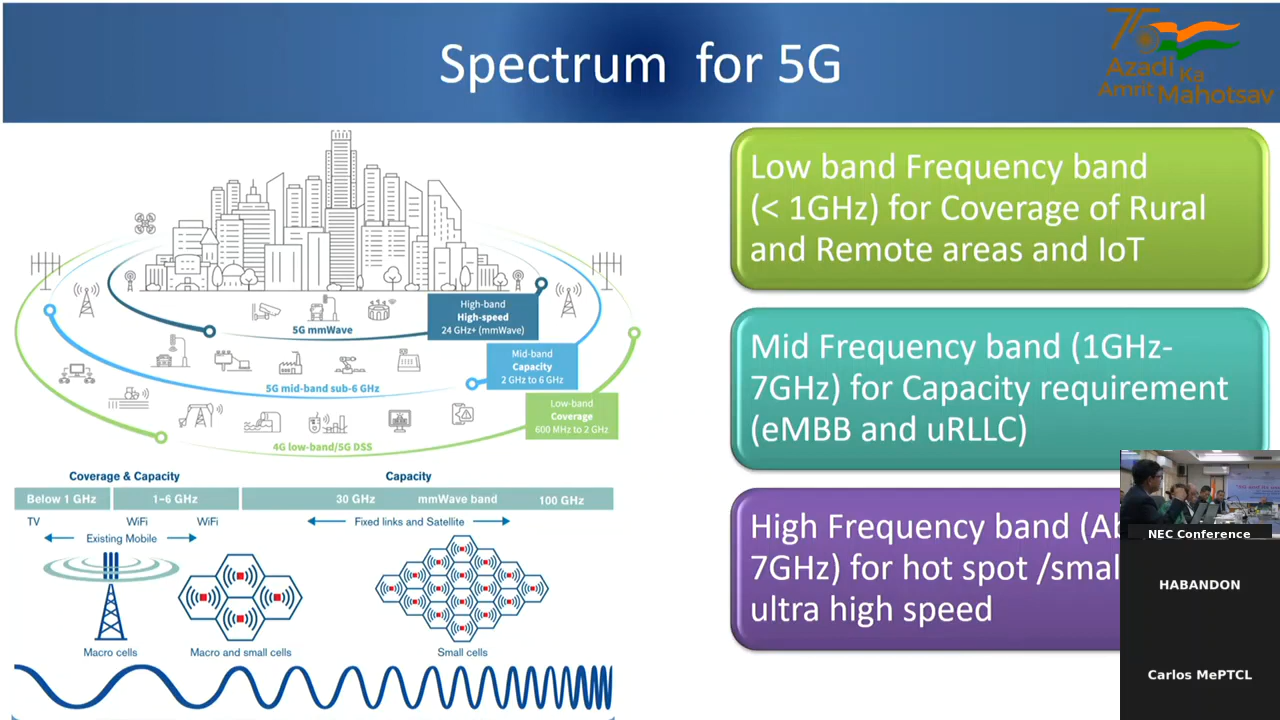 Spectrum for 5G
75
Azadi
Ka
Amrit
Mahotsav
High-band
High-speed
24 GHz+ (mmWave)
5G mmWave
Mid-band
Capacity
2 GHz to 6 GHz
5G mid-band sub-6 GHz
Low-band
Coverage
600 MHz to 2 GHz
4G low-band/5G DSS
Coverage & Capacity
Capacity
Below 1 GHz
1–6 GHz
30 GHz
mmWave band
100 GHz
TV
WiFi
WiFi
Fixed links and Satellite
Existing Mobile
Macro cells
Macro and small cells
Small cells
Low band Frequency band
(< 1GHz) for Coverage of Rural
and Remote areas and IoT
Mid Frequency band (1GHz-
7GHz) for Capacity requirement
(eMBB and uRLLC)
High Frequency band
7GHz) for hot spot
ultra high speed
NEC Conference
HABANDON
Carlos MePTCL